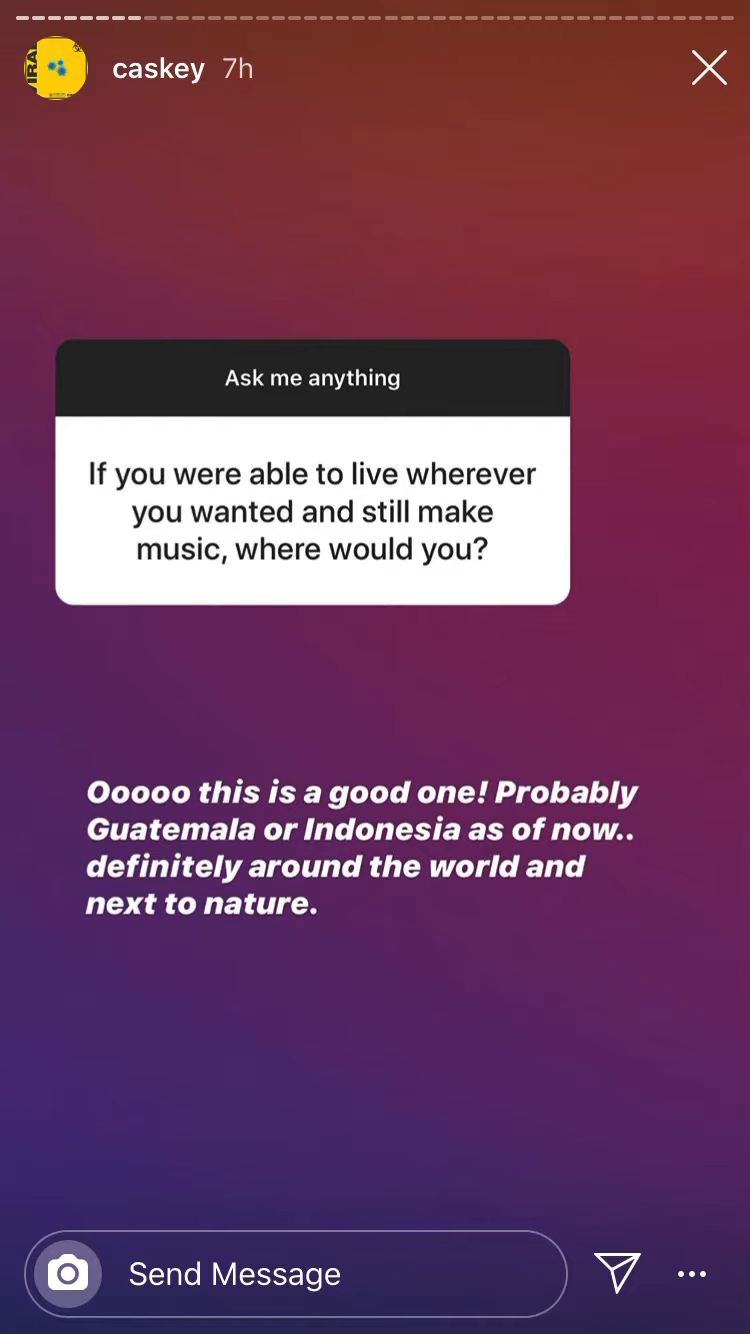 caskey 7h
Ask me anything
If you were able to live wherever
you wanted and still make
music, where would you?
Ooooo this is a good one! Probably
Guatemala or Indonesia as of now..
definitely around the world and
next to nature.
Send Message